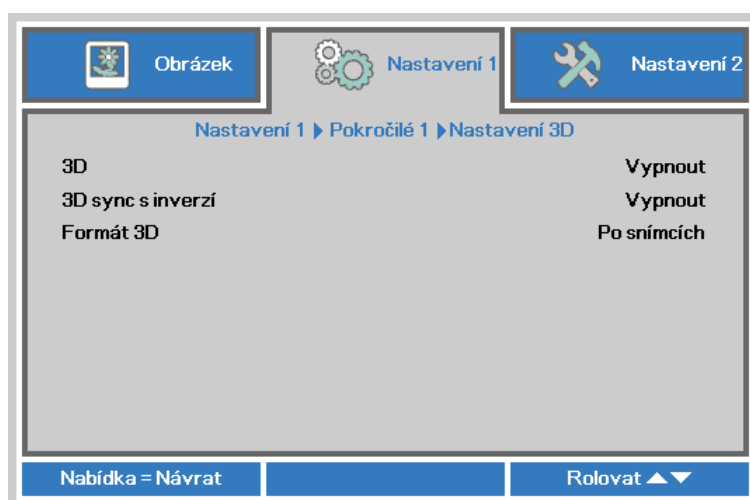 Obrázek
Nastavení 1
Nastavení 2
Nastavení 1 ▶ Pokročilé 1 ▶Nastavení 3D
3D Vypnout
3D sync s inverzí Vypnout
Formát 3D Po snímcích
Nabídka = Návrat
Rolovat ▲▼